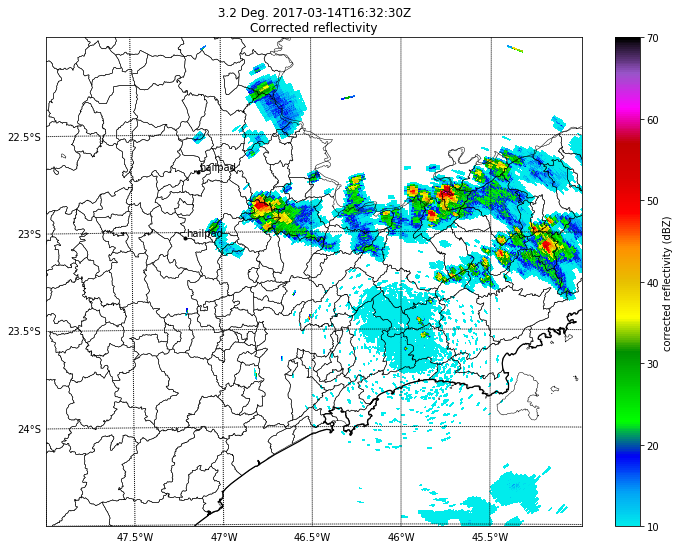 3.2 Deg. 2017-03-14T16:32:30Z
Corrected reflectivity
22.5°S
23°S
23.5°S
24°S
47.5°W
47°W
46.5°W
46°W
45.5°W
hailpad
hailpad
70
60
50
40
30
20
10
corrected reflectivity (dBZ)